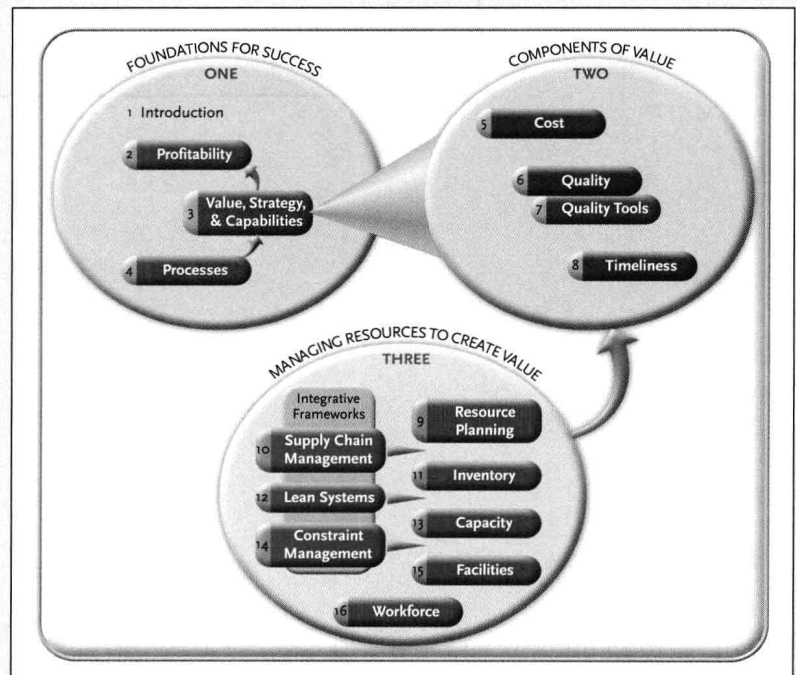 FOUNDATIONS FOR SUCCESS
ONE
1 Introduction
2 Profitability
3 Value, Strategy,
& Capabilities
4 Processes
COMPONENTS OF VALUE
TWO
5 Cost
6 Quality
7 Quality Tools
8 Timeliness
MANAGING RESOURCES TO CREATE VALUE
THREE
Integrative
Frameworks
9 Resource
Planning
10 Supply Chain
Management
11 Inventory
12 Lean Systems
13 Capacity
14 Constraint
Management
15 Facilities
16 Workforce